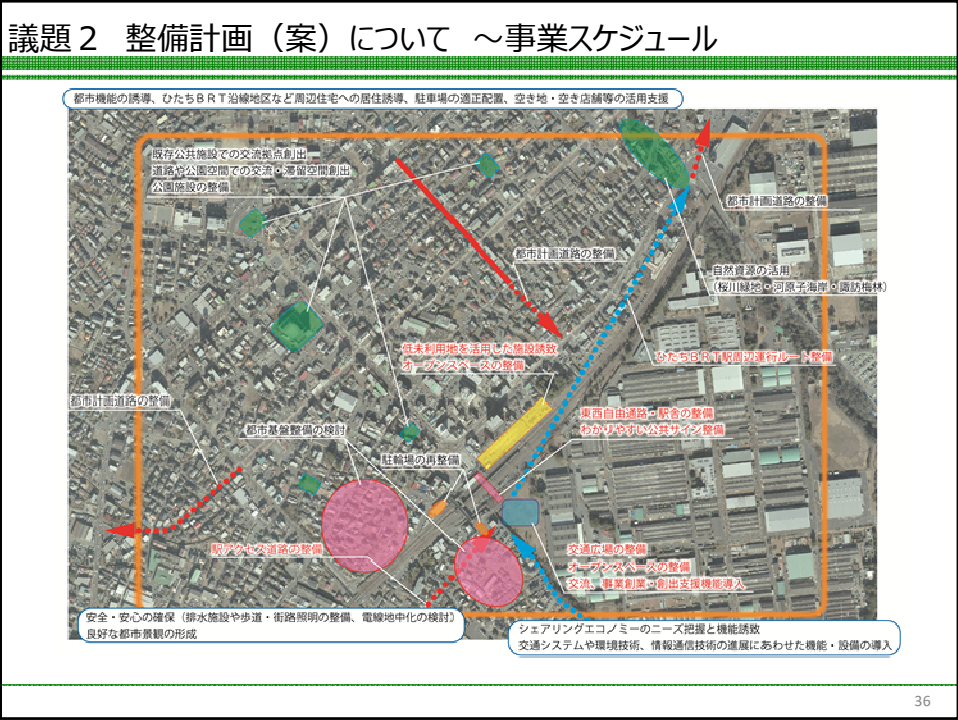 議題２　整備計画（案）について　～事業スケジュール
都市機能の誘導、ひたちＢＲＴ沿線地区など周辺住宅への居住誘導、駐車場の適正配置、空き地・空き店舗等の活用支援
既存公共施設での交流拠点創出
道路や公園空間での交流・滞留空間創出
公園施設の整備
都市計画道路の整備
都市計画道路の整備
自然資源の活用
（桜川緑地・河原子海岸・諏訪梅林）
低未利用地を活用した施設誘致
オープンスペースの整備
ひたちＢＲＴ駅周辺運行ルート整備
都市計画道路の整備
東西自由通路・駅舎の整備
わかりやすい公共サイン整備
都市基盤整備の検討
駐輪場の再整備
駅アクセス道路の整備
交通広場の整備
オープンスペースの整備
交流、事業創業・創出支援機能導入
安全・安心の確保（排水施設や歩道・街路照明の整備、電線地中化の検討）
良好な都市景観の形成
シェアリングエコノミーのニーズ把握と機能誘致
交通システムや環境技術、情報通信技術の進展にあわせた機能・設備の導入
36